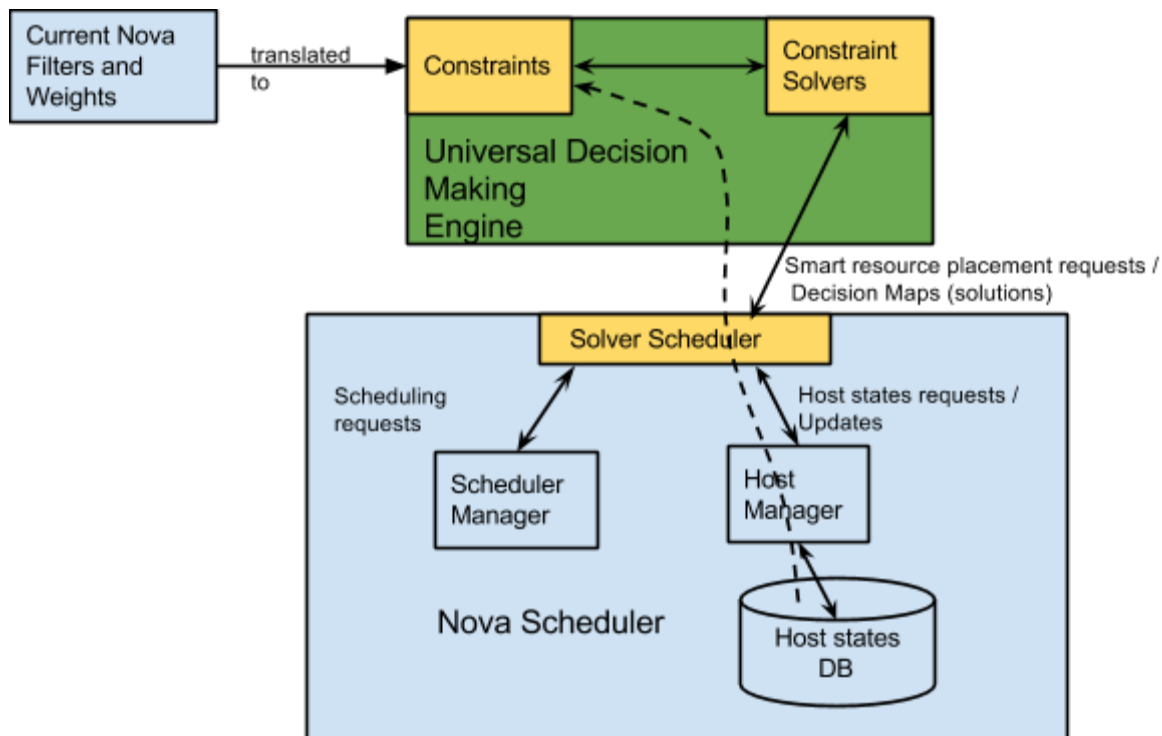 Current Nova
Filters and
Weights
translated
to
Constraints
Constraint
Solvers
Universal Decision
Making
Engine
Smart resource placement requests /
Decision Maps (solutions)
Solver Scheduler
Scheduling
requests
Host states requests /
Updates
Scheduler
Manager
Host
Manager
Nova Scheduler
Host states
DB